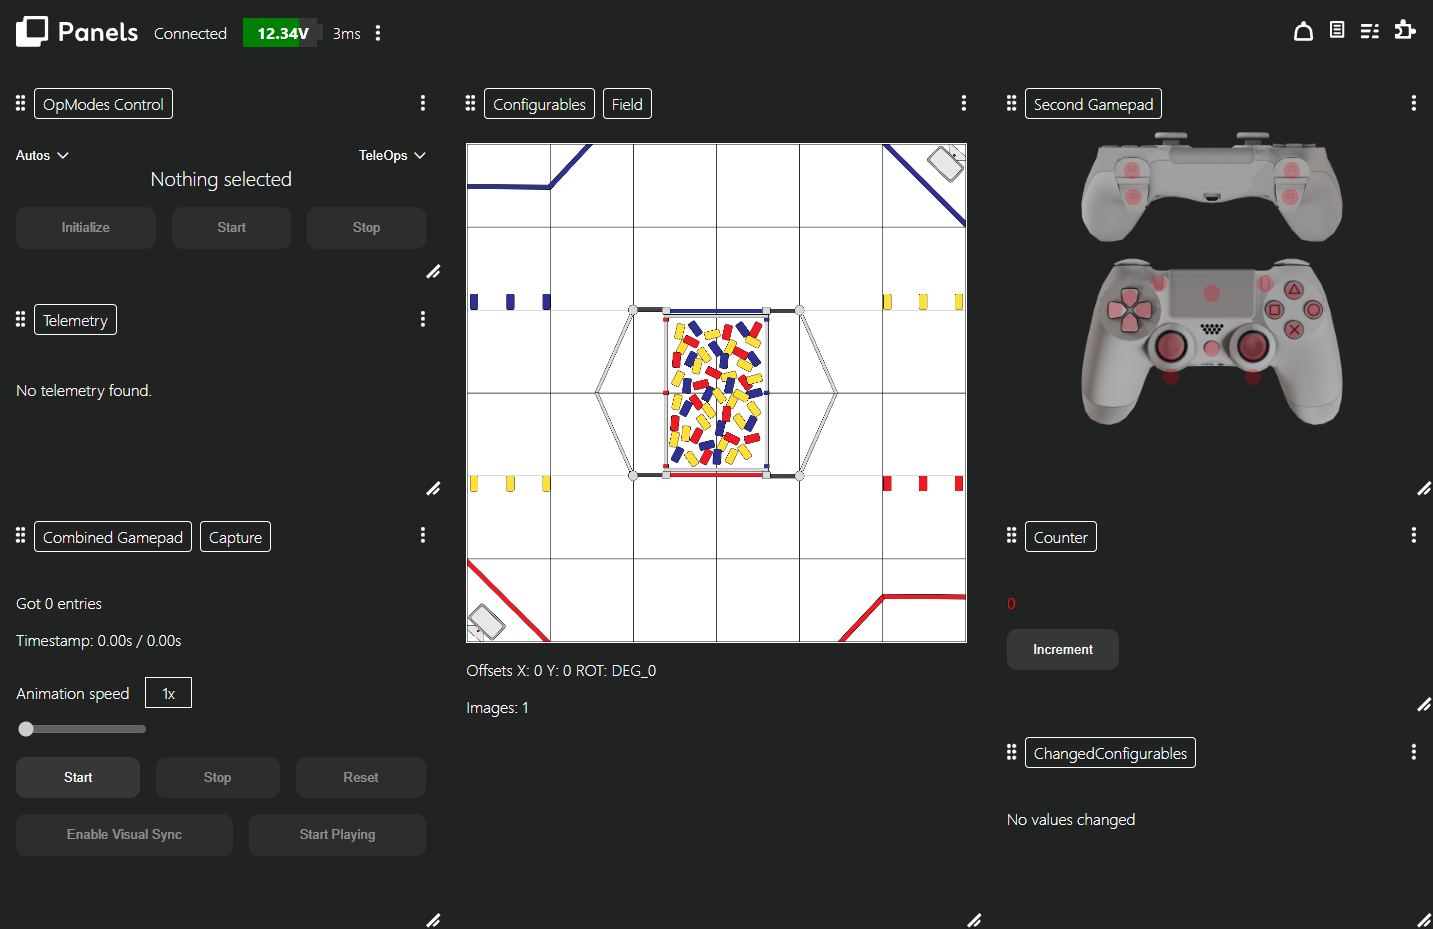 Panels Connected 12.34V 3ms
OpModes Control
Autos TeleOps
Nothing selected
Initialize Start Stop
Telemetry
No telemetry found.
Combined Gamepad Capture
Got 0 entries
Timestamp: 0.00s / 0.00s
Animation speed 1x
Start Stop Reset
Enable Visual Sync Start Playing
Configurables Field
Offsets X: 0 Y: 0 ROT: DEG_0
Images: 1
Second Gamepad
Counter
0
Increment
ChangedConfigurables
No values changed